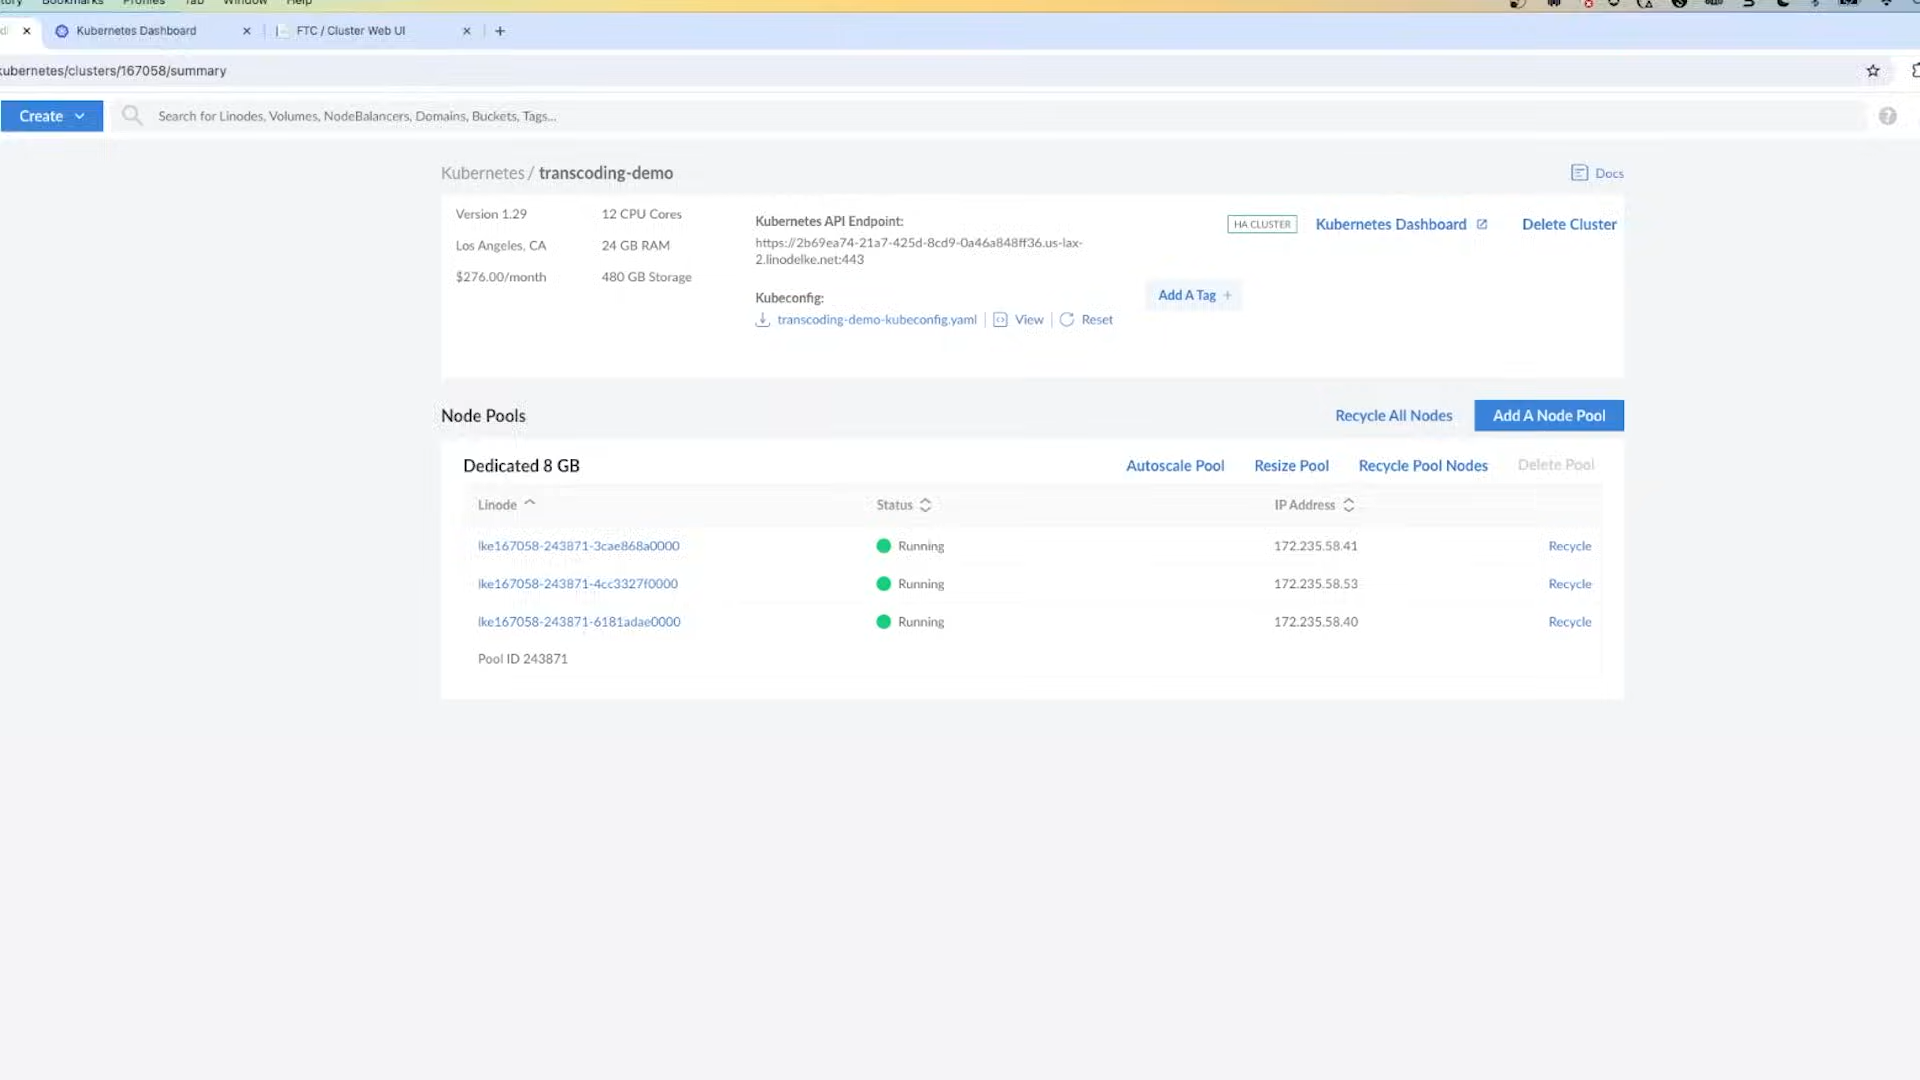 Bookmarks Profiles Tab Window Help
Kubernetes Dashboard
FTC / Cluster Web UI
kubernetes/clusters/167058/summary
Create
Search for Linodes, Volumes, NodeBalancers, Domains, Buckets, Tags...
Kubernetes / transcoding-demo
Docs
Version 1.29
12 CPU Cores
Los Angeles, CA
24 GB RAM
$276.00/month
480 GB Storage
Kubernetes API Endpoint:
https://2b69ea74-21a7-425d-8cd9-0a46a848ff36.us-lax-
2.linodelke.net:443
Kubeconfig:
transcoding-demo-kubeconfig.yaml | View | Reset
HA CLUSTER
Kubernetes Dashboard
Delete Cluster
Add A Tag +
Node Pools
Recycle All Nodes
Add A Node Pool
Dedicated 8 GB
Autoscale Pool
Resize Pool
Recycle Pool Nodes
Delete Pool
Linode
Status
IP Address
lke167058-243871-3cae868a0000
Running
172.235.58.41
Recycle
lke167058-243871-4cc3327f0000
Running
172.235.58.53
Recycle
lke167058-243871-6181adae0000
Running
172.235.58.40
Recycle
Pool ID 243871